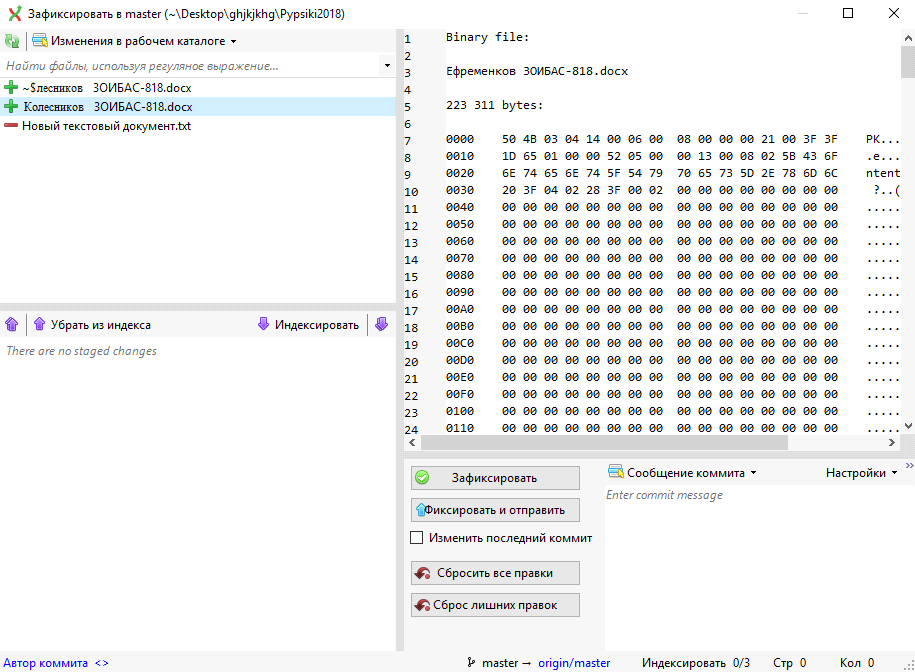 Зафиксировать в master (~\Desktop\ghjkjkhg\Pypsiki2018)
Изменения в рабочем каталоге
Найти файлы, используя регуляное выражение...
~$лесников ЗОИБАС-818.docx
Колесников ЗОИБАС-818.docx
Новый текстовый документ.txt
Убрать из индекса
Индексировать
There are no staged changes
1 Binary file:
2
3 Ефременков ЗОИБАС-818.docx
4
5 223 311 bytes:
6
7 0000 50 4B 03 04 14 00 06 00 08 00 00 00 21 00 3F 3F PK...
8 0010 1D 65 01 00 00 52 05 00 00 13 00 08 02 5B 43 6F .e...
9 0020 6E 74 65 6E 74 5F 54 79 70 65 73 5D 2E 78 6D 6C ntent
10 0030 20 3F 04 02 28 3F 00 02 00 00 00 00 00 00 00 00 ?..(
11 0040 00 00 00 00 00 00 00 00 00 00 00 00 00 00 00 00 .....
12 0050 00 00 00 00 00 00 00 00 00 00 00 00 00 00 00 00 .....
13 0060 00 00 00 00 00 00 00 00 00 00 00 00 00 00 00 00 .....
14 0070 00 00 00 00 00 00 00 00 00 00 00 00 00 00 00 00 .....
15 0080 00 00 00 00 00 00 00 00 00 00 00 00 00 00 00 00 .....
16 0090 00 00 00 00 00 00 00 00 00 00 00 00 00 00 00 00 .....
17 00A0 00 00 00 00 00 00 00 00 00 00 00 00 00 00 00 00 .....
18 00B0 00 00 00 00 00 00 00 00 00 00 00 00 00 00 00 00 .....
19 00C0 00 00 00 00 00 00 00 00 00 00 00 00 00 00 00 00 .....
20 00D0 00 00 00 00 00 00 00 00 00 00 00 00 00 00 00 00 .....
21 00E0 00 00 00 00 00 00 00 00 00 00 00 00 00 00 00 00 .....
22 00F0 00 00 00 00 00 00 00 00 00 00 00 00 00 00 00 00 .....
23 0100 00 00 00 00 00 00 00 00 00 00 00 00 00 00 00 00 .....
24 0110 00 00 00 00 00 00 00 00 00 00 00 00 00 00 00 00 .....
Зафиксировать
Фиксировать и отправить
Изменить последний коммит
Сбросить все правки
Сброс лишних правок
Сообщение коммита
Настройки
Enter commit message
Автор коммита <>
master → origin/master
Индексировать 0/3
Стр 0
Кол 0